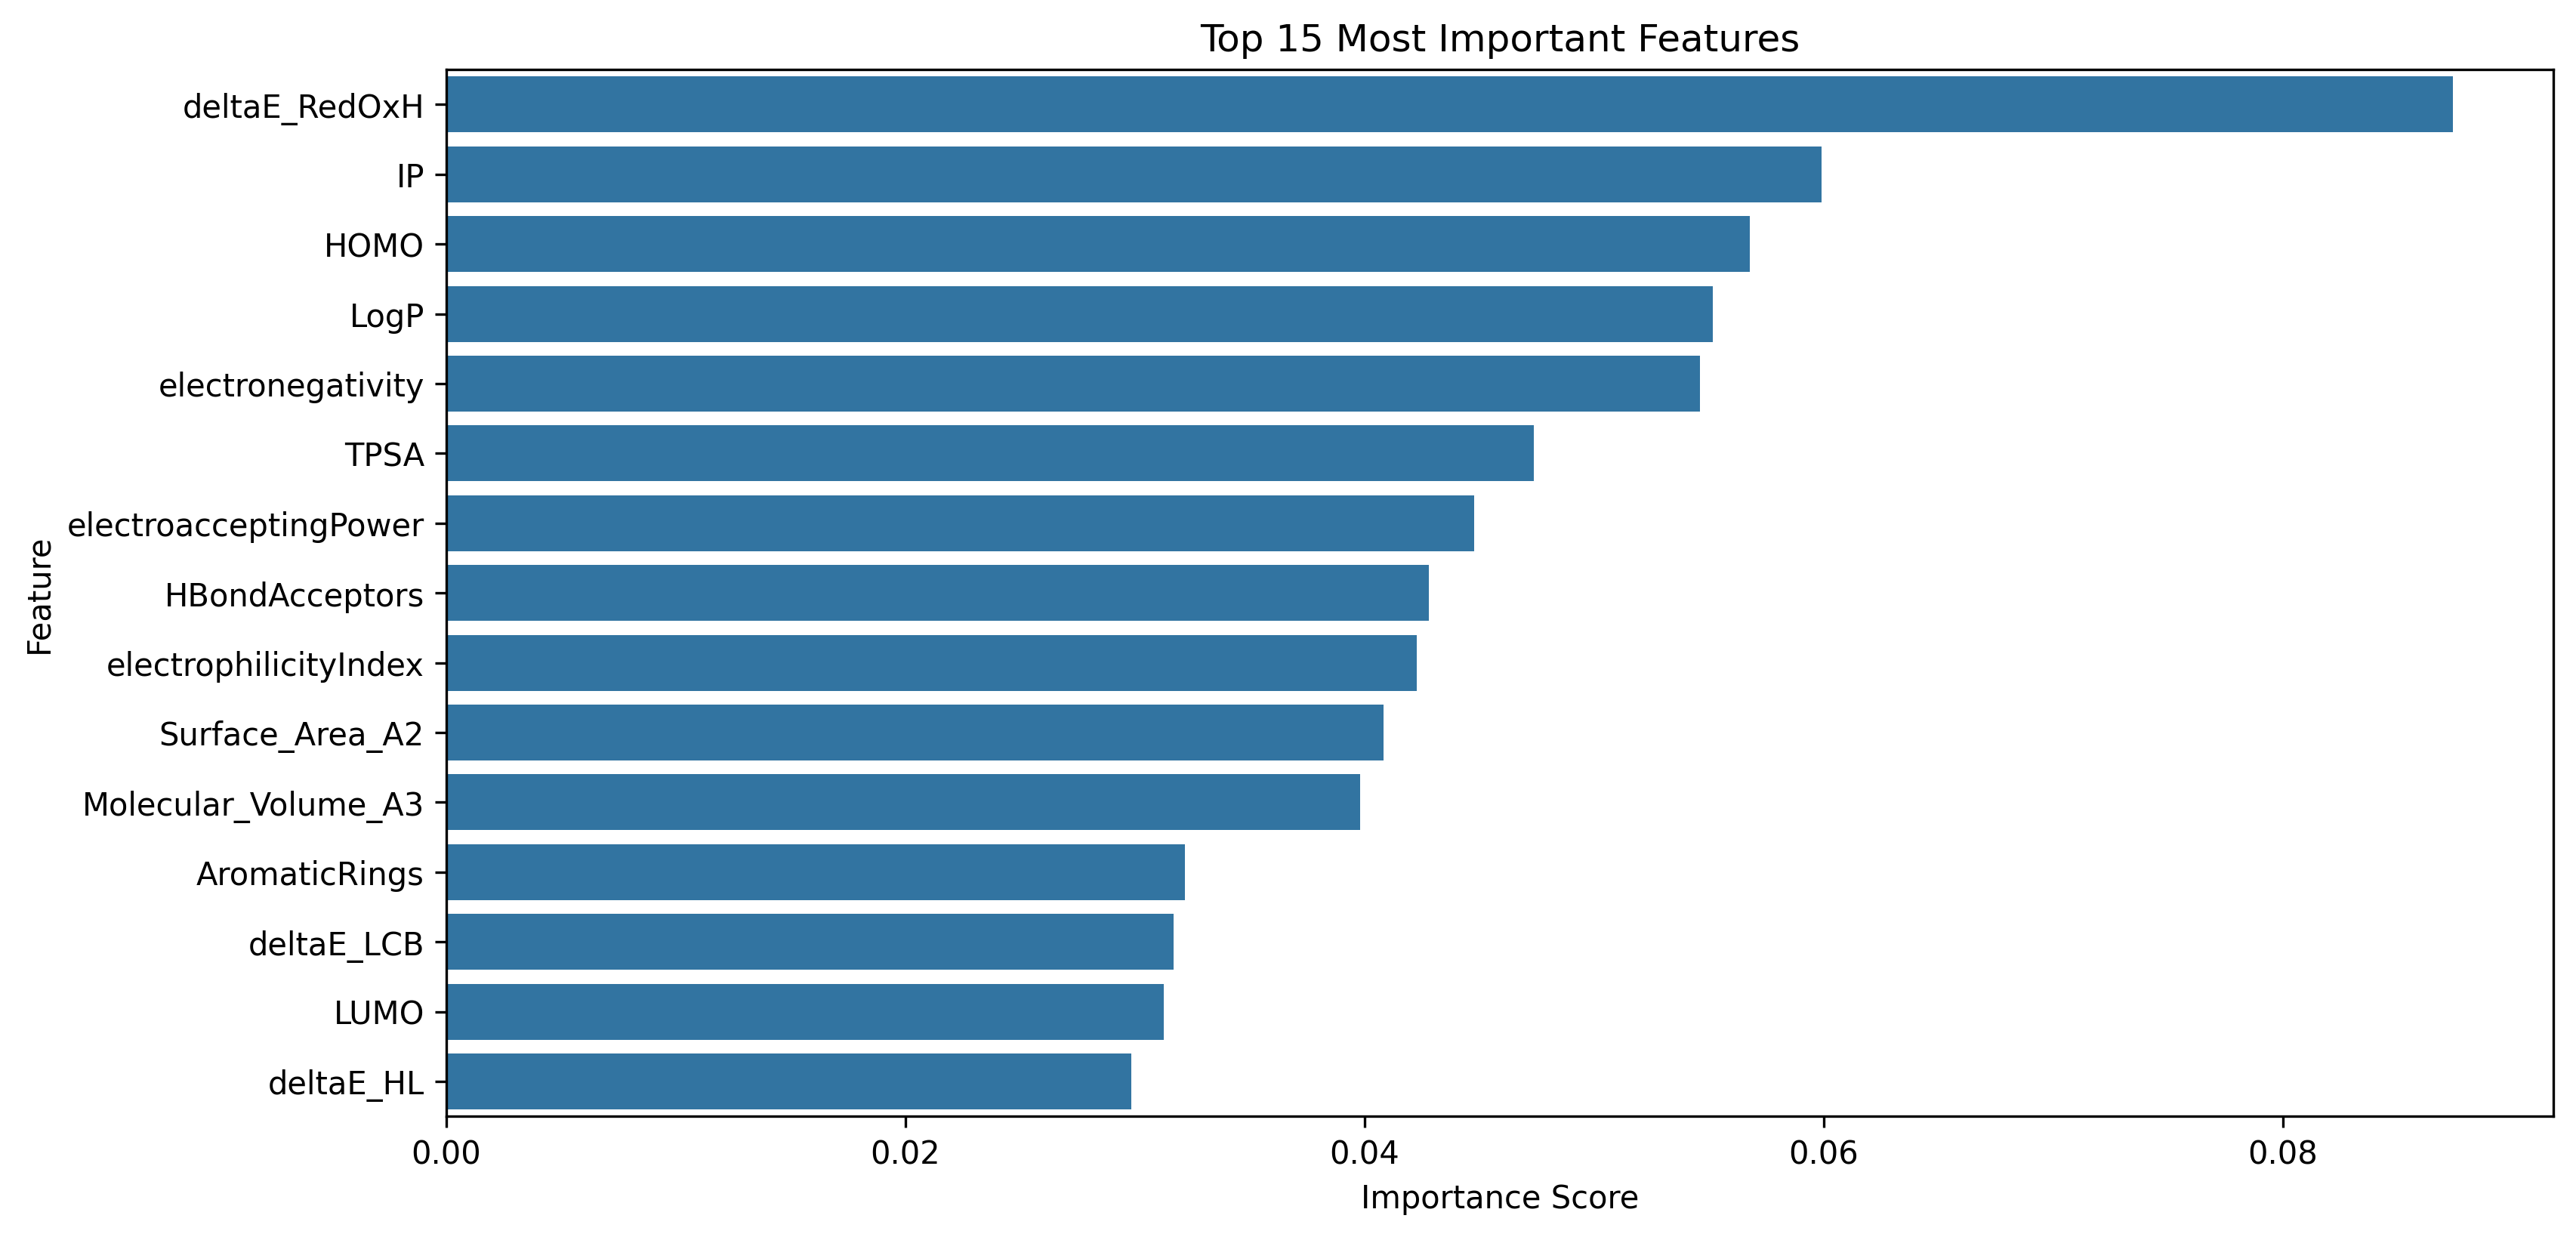 Top 15 Most Important Features
Feature
deltaE_RedOxH
IP
HOMO
LogP
electronegativity
TPSA
electroacceptingPower
HBondAcceptors
electrophilicityIndex
Surface_Area_A2
Molecular_Volume_A3
AromaticRings
deltaE_LCB
LUMO
deltaE_HL
0.00 0.02 0.04 0.06 0.08
Importance Score